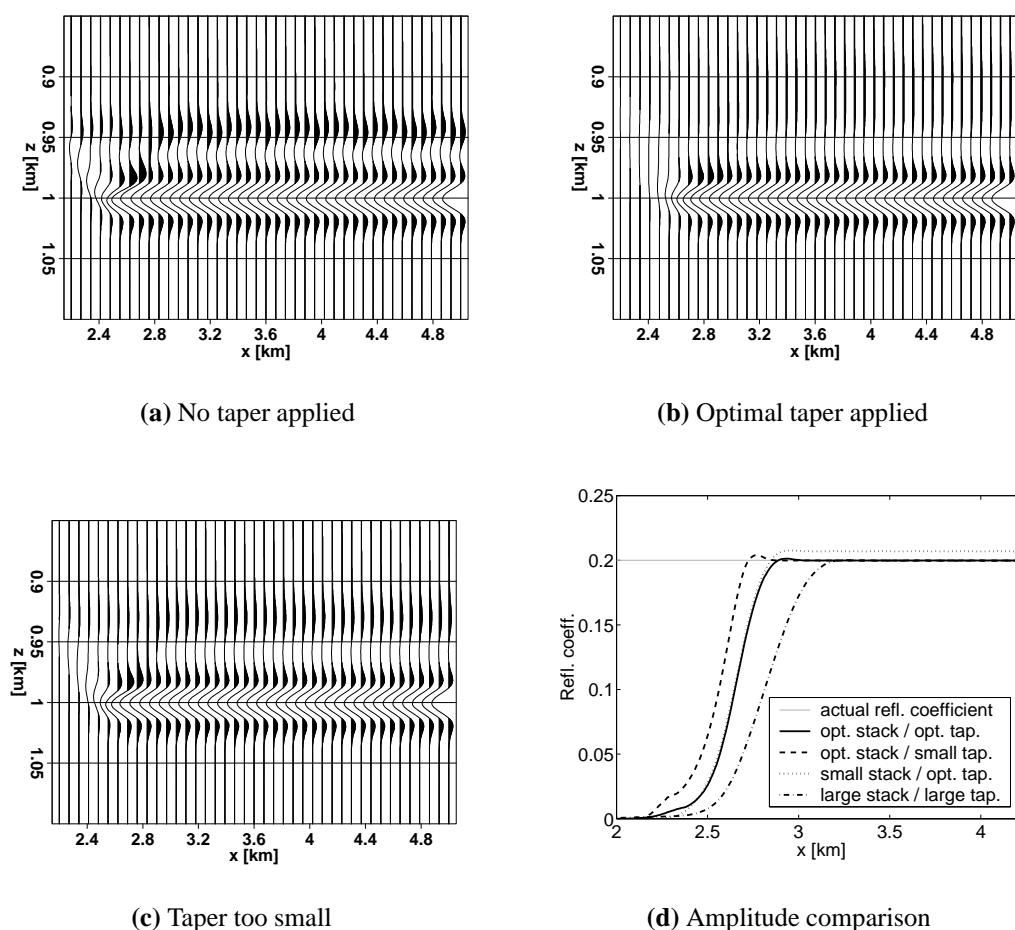 0.9
0.95
1
1.05
z [km]
2.4 2.8 3.2 3.6 4 4.4 4.8
x [km]
(a) No taper applied
0.9
0.95
1
1.05
z [km]
2.4 2.8 3.2 3.6 4 4.4 4.8
x [km]
(b) Optimal taper applied
0.9
0.95
1
1.05
z [km]
2.4 2.8 3.2 3.6 4 4.4 4.8
x [km]
(c) Taper too small
0.25
0.2
0.15
0.1
0.05
0
Refl. coeff.
actual refl. coefficient
opt. stack / opt. tap.
opt. stack / small tap.
small stack / opt. tap.
large stack / large tap.
2 2.5 3 3.5 4
x [km]
(d) Amplitude comparison